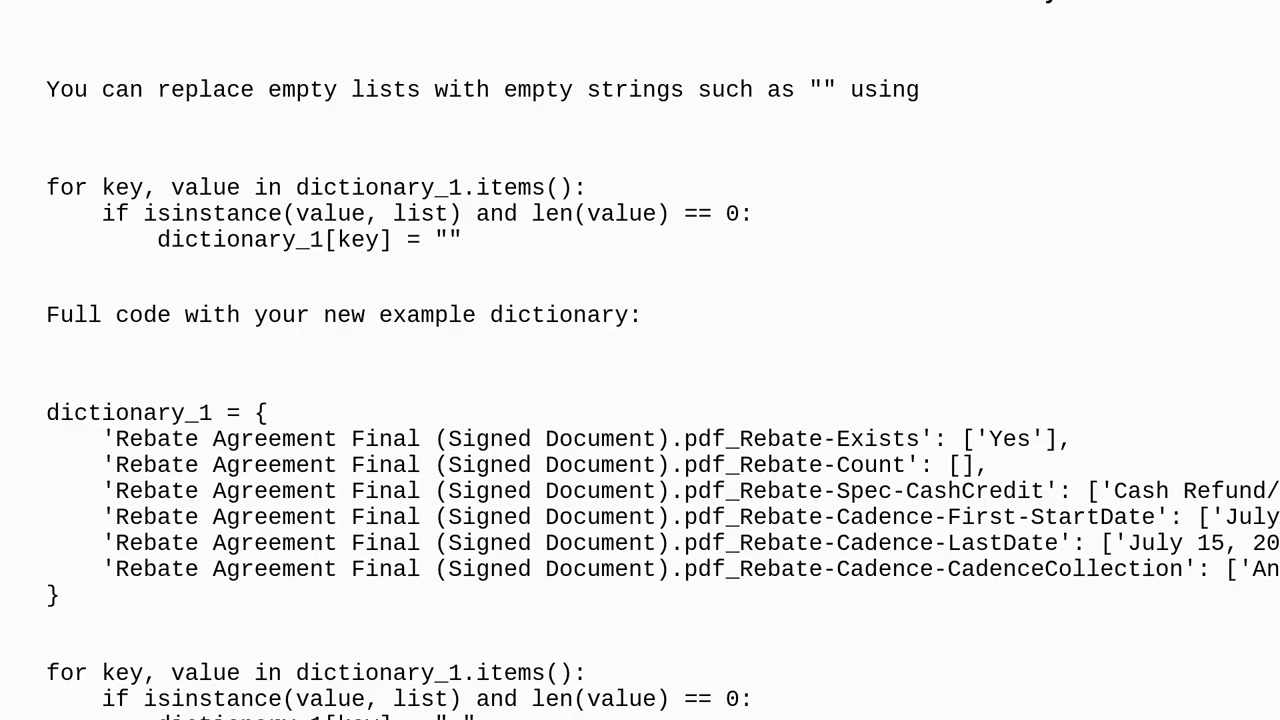 You can replace empty lists with empty strings such as "" using
for key, value in dictionary_1.items():
    if isinstance(value, list) and len(value) == 0:
        dictionary_1[key] = ""
Full code with your new example dictionary:
dictionary_1 = {
    'Rebate Agreement Final (Signed Document).pdf_Rebate-Exists': ['Yes'],
    'Rebate Agreement Final (Signed Document).pdf_Rebate-Count': [],
    'Rebate Agreement Final (Signed Document).pdf_Rebate-Spec-CashCredit': ['Cash Refund/
    'Rebate Agreement Final (Signed Document).pdf_Rebate-Cadence-First-StartDate': ['July
    'Rebate Agreement Final (Signed Document).pdf_Rebate-Cadence-LastDate': ['July 15, 20
    'Rebate Agreement Final (Signed Document).pdf_Rebate-Cadence-CadenceCollection': ['An
}
for key, value in dictionary_1.items():
    if isinstance(value, list) and len(value) == 0: